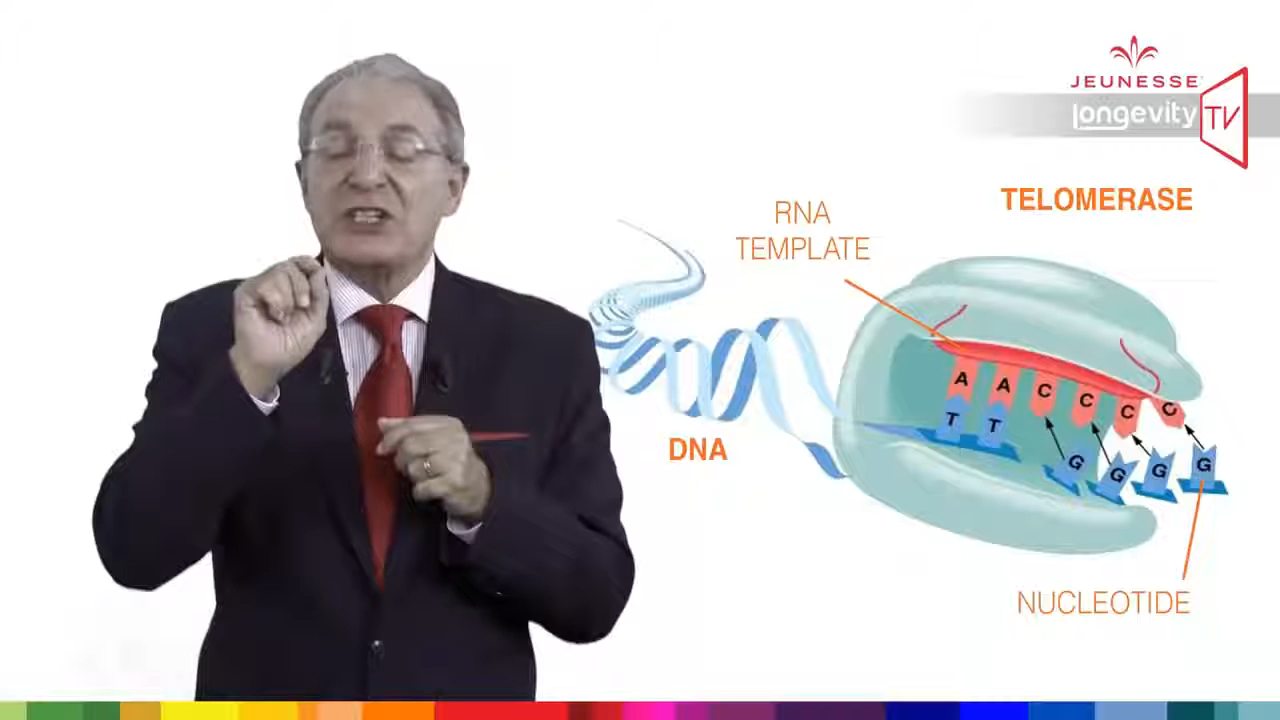 JEUNESSE
longevity
TV
TELOMERASE
RNA
TEMPLATE
A A C C C C
T T
G G G G
DNA
NUCLEOTIDE